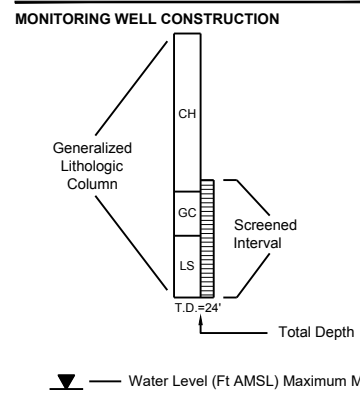 MONITORING WELL CONSTRUCTION
CH
Generalized
Lithologic
Column
GC
Screened
Interval
LS
T.D.=24'
Total Depth
Water Level (Ft AMSL) Maximum M